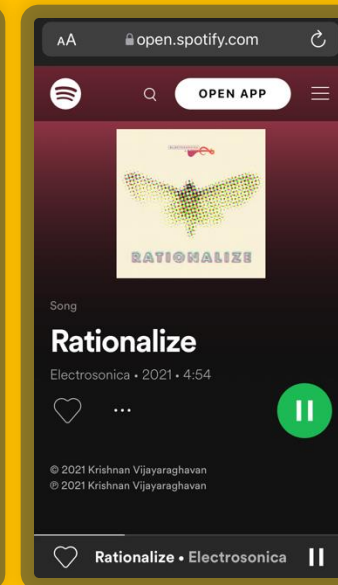 AA open.spotify.com
OPEN APP
RATIONALIZE
Song
Rationalize
Electrosonica • 2021 • 4:54
© 2021 Krishnan Vijayaraghavan
℗ 2021 Krishnan Vijayaraghavan
Rationalize • Electrosonica